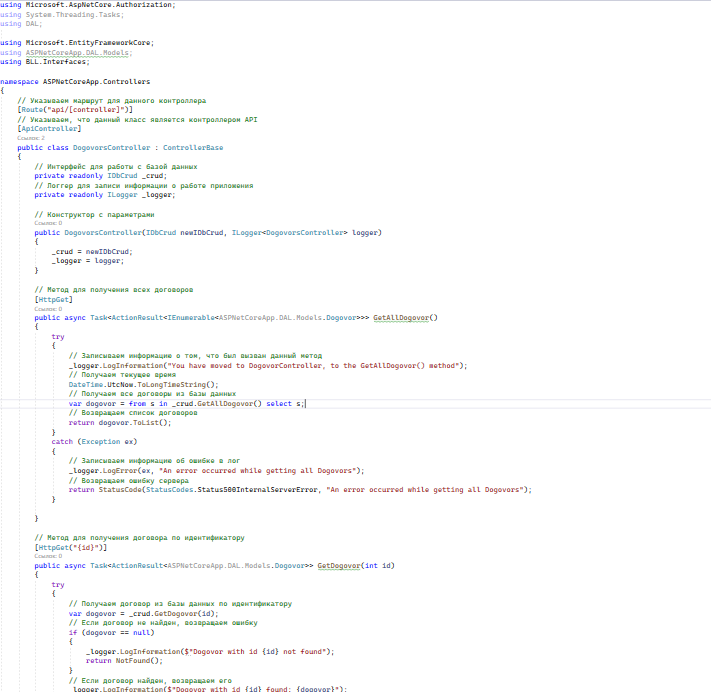 using Microsoft.AspNetCore.Authorization;
using System.Threading.Tasks;
using DAL;
using Microsoft.EntityFrameworkCore;
using ASPNetCoreApp.DAL.Models;
using BLL.Interfaces;
namespace ASPNetCoreApp.Controllers
{
// Указываем маршрут для данного контроллера
[Route("api/[controller]")]
// Указываем, что данный класс является контроллером API
[ApiController]
Ссылок: 2
public class DogovorsController : ControllerBase
{
// Интерфейс для работы с базой данных
private readonly IDbCrud _crud;
// Логгер для записи информации о работе приложения
private readonly ILogger _logger;
// Конструктор с параметрами
Ссылок: 0
public DogovorsController(IDbCrud newIDbCrud, ILogger<DogovorsController> logger)
{
_crud = newIDbCrud;
_logger = logger;
}
// Метод для получения всех договоров
[HttpGet]
Ссылок: 0
public async Task<ActionResult<IEnumerable<ASPNetCoreApp.DAL.Models.Dogovor>>> GetAllDogovor()
{
try
{
// Записываем информацию о том, что был вызван данный метод
_logger.LogInformation("You have moved to DogovorController, to the GetAllDogovor() method");
// Получаем текущее время
DateTime.UtcNow.ToLongTimeString();
// Получаем все договоры из базы данных
var dogovor = from s in _crud.GetAllDogovor() select s;
// Возвращаем список договоров
return dogovor.ToList();
}
catch (Exception ex)
{
// Записываем информацию об ошибке в лог
_logger.LogError(ex, "An error occurred while getting all Dogovors");
// Возвращаем ошибку сервера
return StatusCode(StatusCodes.Status500InternalServerError, "An error occurred while getting all Dogovors");
}
}
// Метод для получения договора по идентификатору
[HttpGet("{id}")]
Ссылок: 0
public async Task<ActionResult<ASPNetCoreApp.DAL.Models.Dogovor>> GetDogovor(int id)
{
try
{
// Получаем договор из базы данных по идентификатору
var dogovor = _crud.GetDogovor(id);
// Если договор не найден, возвращаем ошибку
if (dogovor == null)
{
_logger.LogInformation($"Dogovor with id {id} not found");
return NotFound();
}
// Если договор найден, возвращаем его
_logger.LogInformation($"Dogovor with id {id} found: {dogovor}");